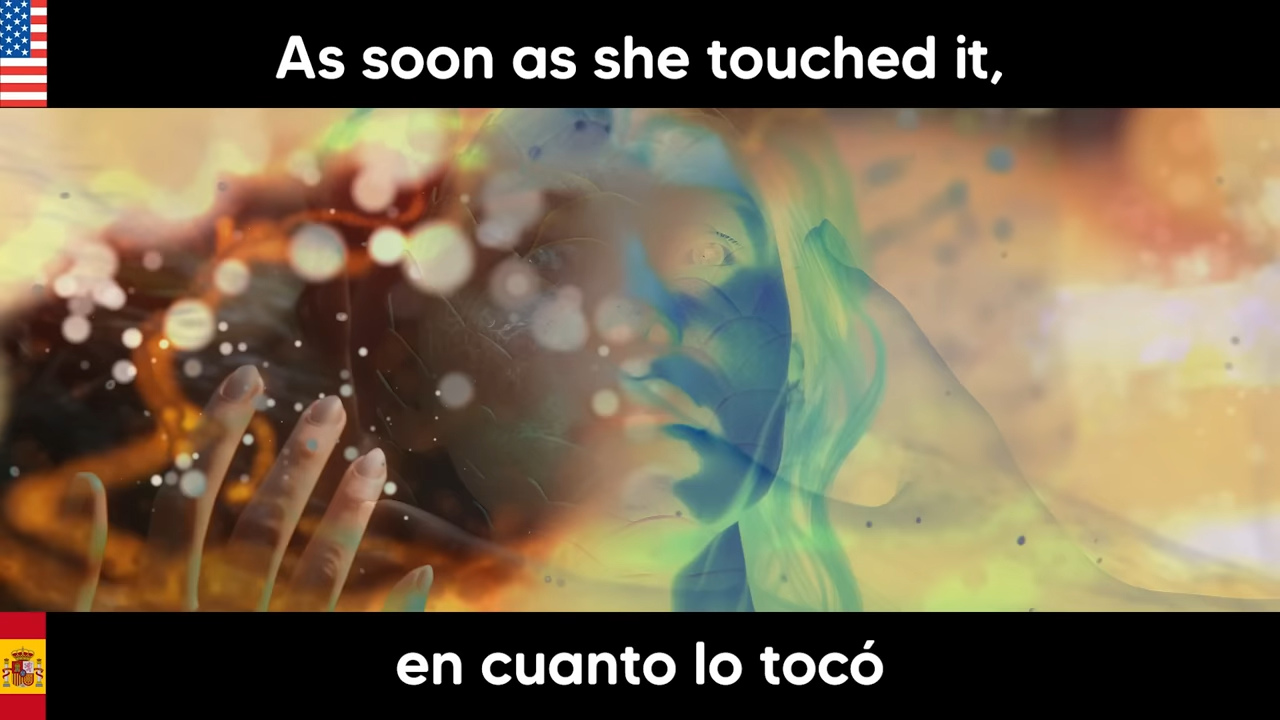 As soon as she touched it,
en cuanto lo tocó